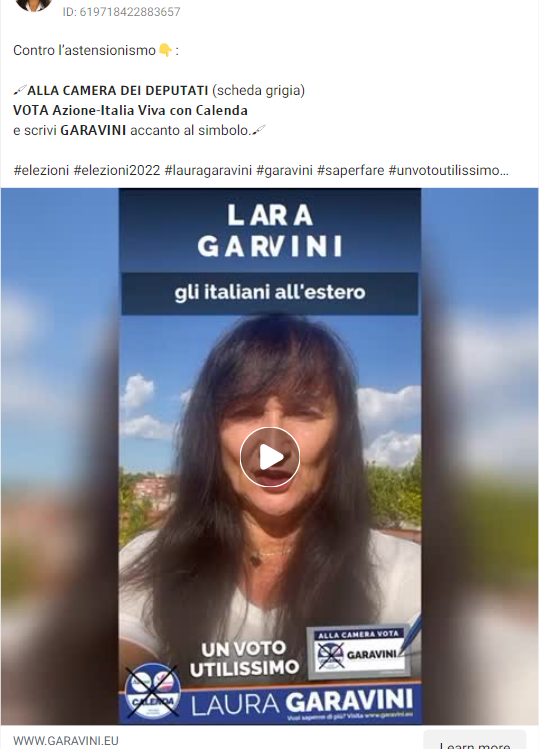 ID: 619718422883657
Contro l'astensionismo👇:
🖋ALLA CAMERA DEI DEPUTATI (scheda grigia)
VOTA Azione-Italia Viva con Calenda
e scrivi GARAVINI accanto al simbolo.🖋
#elezioni #elezioni2022 #lauragaravini #garavini #saperfare #unvotoutilissimo...
LARA
GARVINI
gli italiani all'estero
ALLA CAMERA VOTA
GARAVINI
UN VOTO
UTILISSIMO
CALENDA
LAURA GARAVINI
Vuoi saperne di più? Visita www.garavini.eu
WWW.GARAVINI.EU
Learn more